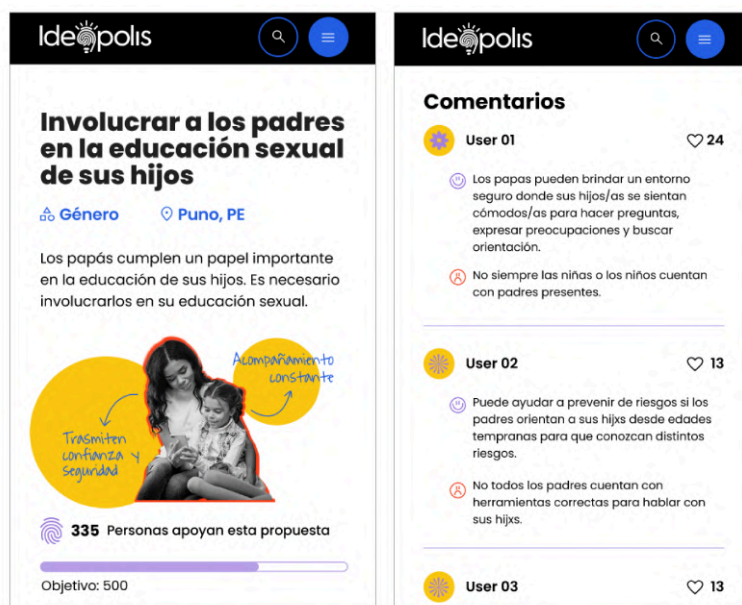 Ideopolis
Involucrar a los padres
en la educación sexual
de sus hijos
Género
Puno, PE
Los papás cumplen un papel importante
en la educación de sus hijos. Es necesario
involucrarlos en su educación sexual.
Acompañamiento
constante
Trasmiten
confianza y
seguridad
335 Personas apoyan esta propuesta
Objetivo: 500
Ideopolis
Comentarios
User 01
24
Los papas pueden brindar un entorno
seguro donde sus hijos/as se sientan
cómodos/as para hacer preguntas,
expresar preocupaciones y buscar
orientación.
No siempre las niñas o los niños cuentan
con padres presentes.
User 02
13
Puede ayudar a prevenir de riesgos si los
padres orientan a sus hijxs desde edades
tempranas para que conozcan distintos
riesgos.
No todos los padres cuentan con
herramientas correctas para hablar con
sus hijxs.
User 03
13